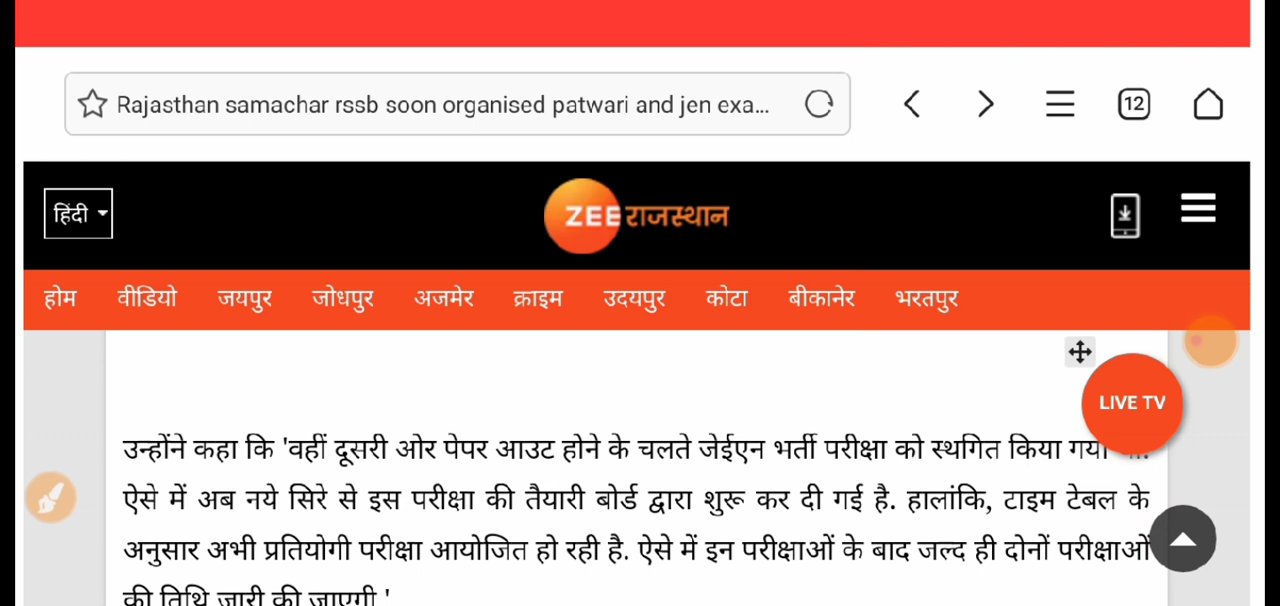 Rajasthan samachar rssb soon organised patwari and jen exa...
12
हिंदी
ZEE राजस्थान
होम वीडियो जयपुर जोधपुर अजमेर क्राइम उदयपुर कोटा बीकानेर भरतपुर
LIVE TV
उन्होंने कहा कि 'वहीं दूसरी ओर पेपर आउट होने के चलते जेईएन भर्ती परीक्षा को स्थगित किया गया
ऐसे में अब नये सिरे से इस परीक्षा की तैयारी बोर्ड द्वारा शुरू कर दी गई है. हालांकि, टाइम टेबल के
अनुसार अभी प्रतियोगी परीक्षा आयोजित हो रही है. ऐसे में इन परीक्षाओं के बाद जल्द ही दोनों परीक्षाओं
की तिथि जारी की जाएगी '